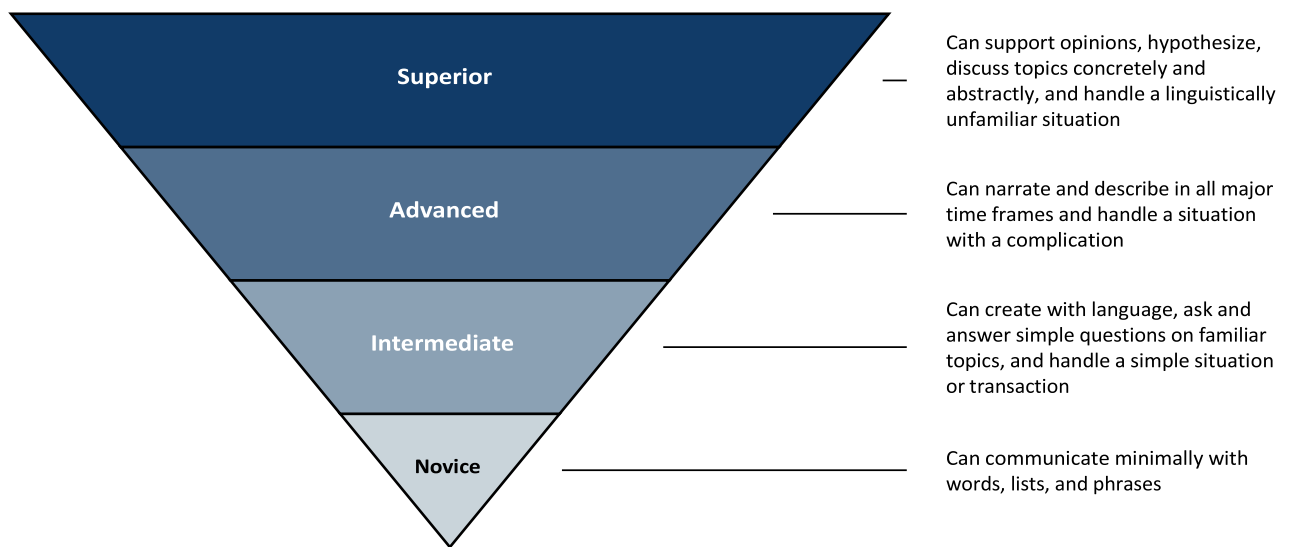 Superior
Can support opinions, hypothesize,
discuss topics concretely and
abstractly, and handle a linguistically
unfamiliar situation
Advanced
Can narrate and describe in all major
time frames and handle a situation
with a complication
Intermediate
Can create with language, ask and
answer simple questions on familiar
topics, and handle a simple situation
or transaction
Novice
Can communicate minimally with
words, lists, and phrases